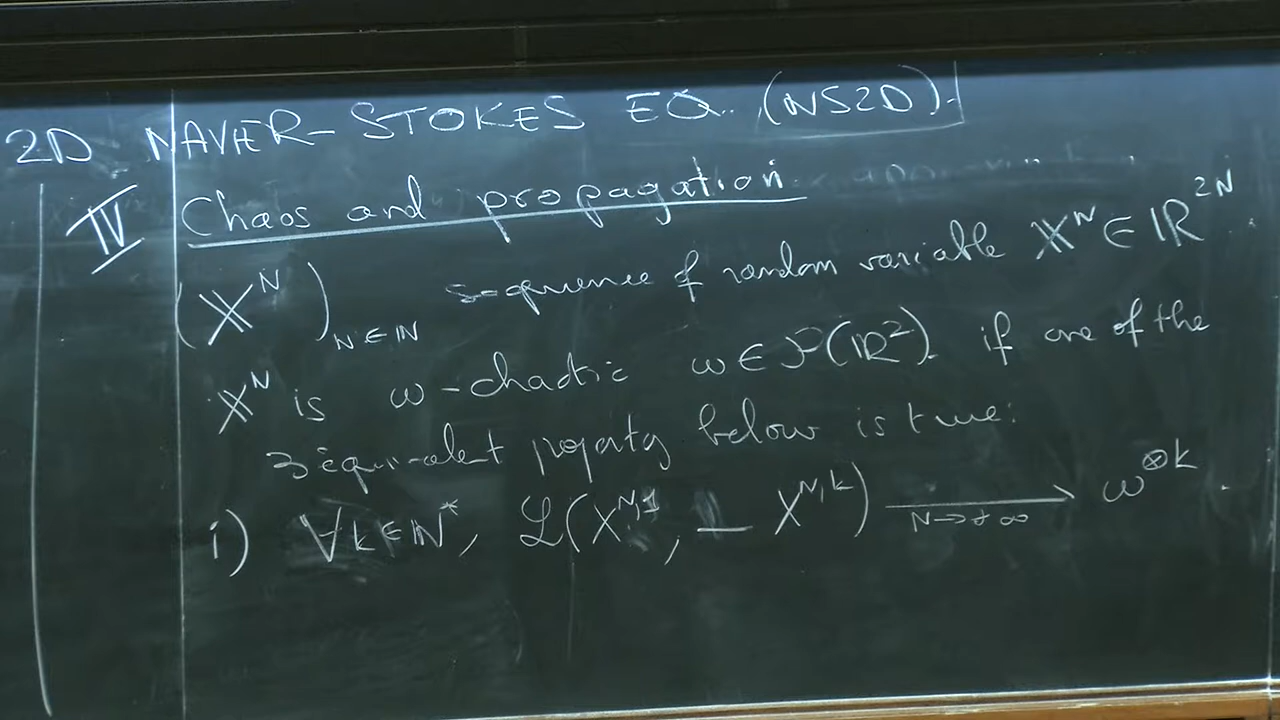 2D NAVIER-STOKES EQ. (NS2D).
IV Chaos and propagation
(𝕏^N)_{N∈ℕ} sequence of random variable 𝕏^N ∈ ℝ^{2N}.
𝕏^N is ω-chaotic ω ∈ 𝒫(ℝ²). if one of the
3 equivalent property below is true:
i) ∀k∈ℕ*, ℒ(X^{N,1}, — X^{N,k}) ⟶_{N→+∞} ω^{⊗k}.